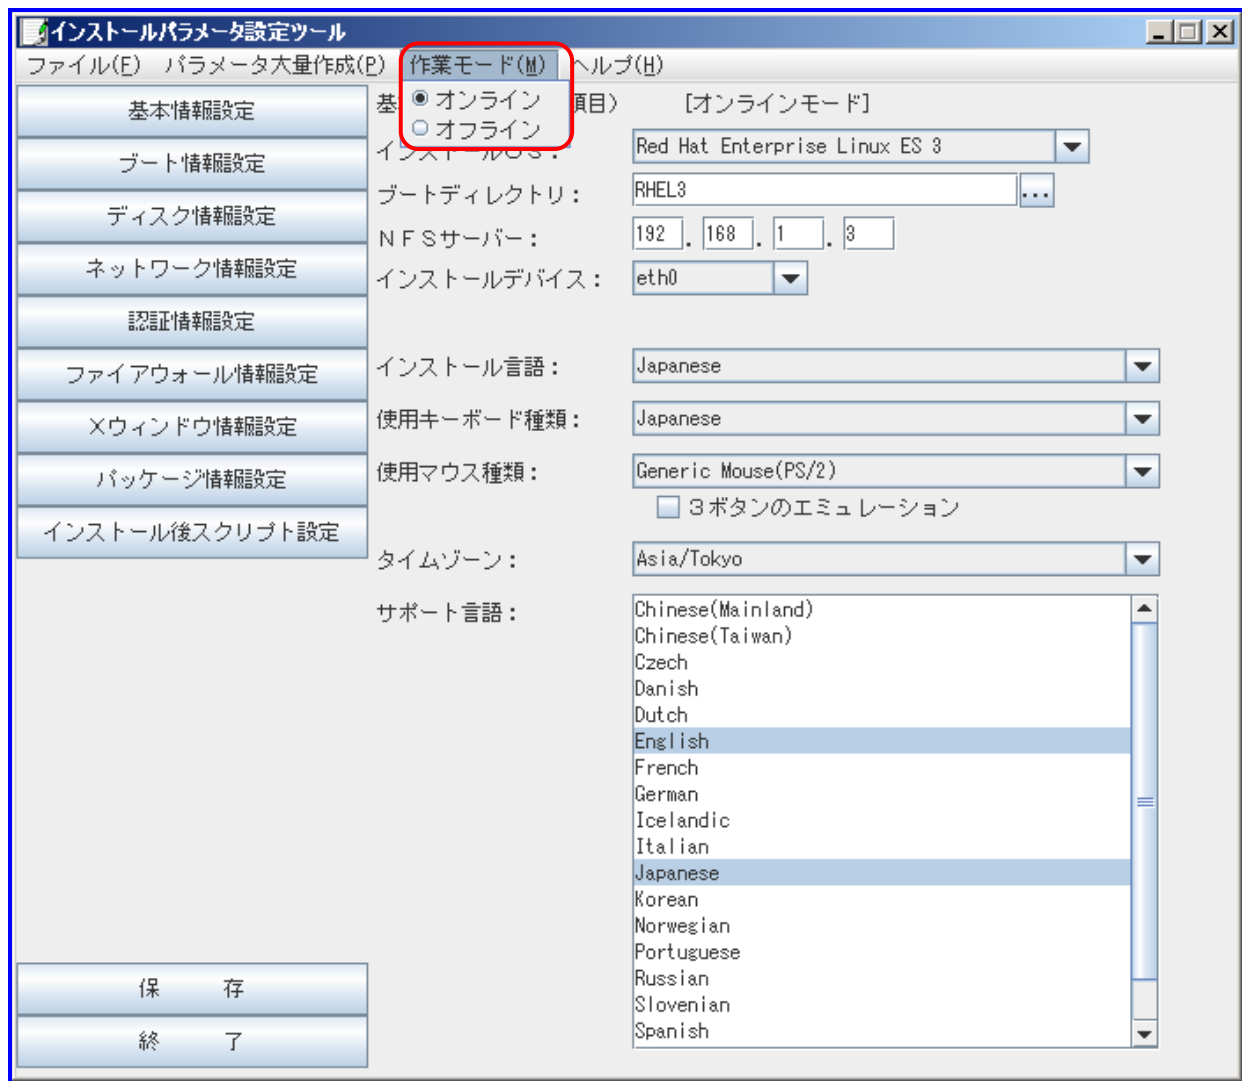 インストールパラメータ設定ツール
ファイル(F) パラメータ大量作成(P) 作業モード(M) ヘルプ(H)
オンライン
オフライン
基本情報設定
ブート情報設定
ディスク情報設定
ネットワーク情報設定
認証情報設定
ファイアウォール情報設定
Xウィンドウ情報設定
パッケージ情報設定
インストール後スクリプト設定
保 存
終 了
基 項目) [オンラインモード]
インストールOS: Red Hat Enterprise Linux ES 3
ブートディレクトリ: RHEL3 ...
NFSサーバー: 192 . 168 . 1 . 3
インストールデバイス: eth0
インストール言語: Japanese
使用キーボード種類: Japanese
使用マウス種類: Generic Mouse(PS/2)
3ボタンのエミュレーション
タイムゾーン: Asia/Tokyo
サポート言語: Chinese(Mainland)
Chinese(Taiwan)
Czech
Danish
Dutch
English
French
German
Icelandic
Italian
Japanese
Korean
Norwegian
Portuguese
Russian
Slovenian
Spanish